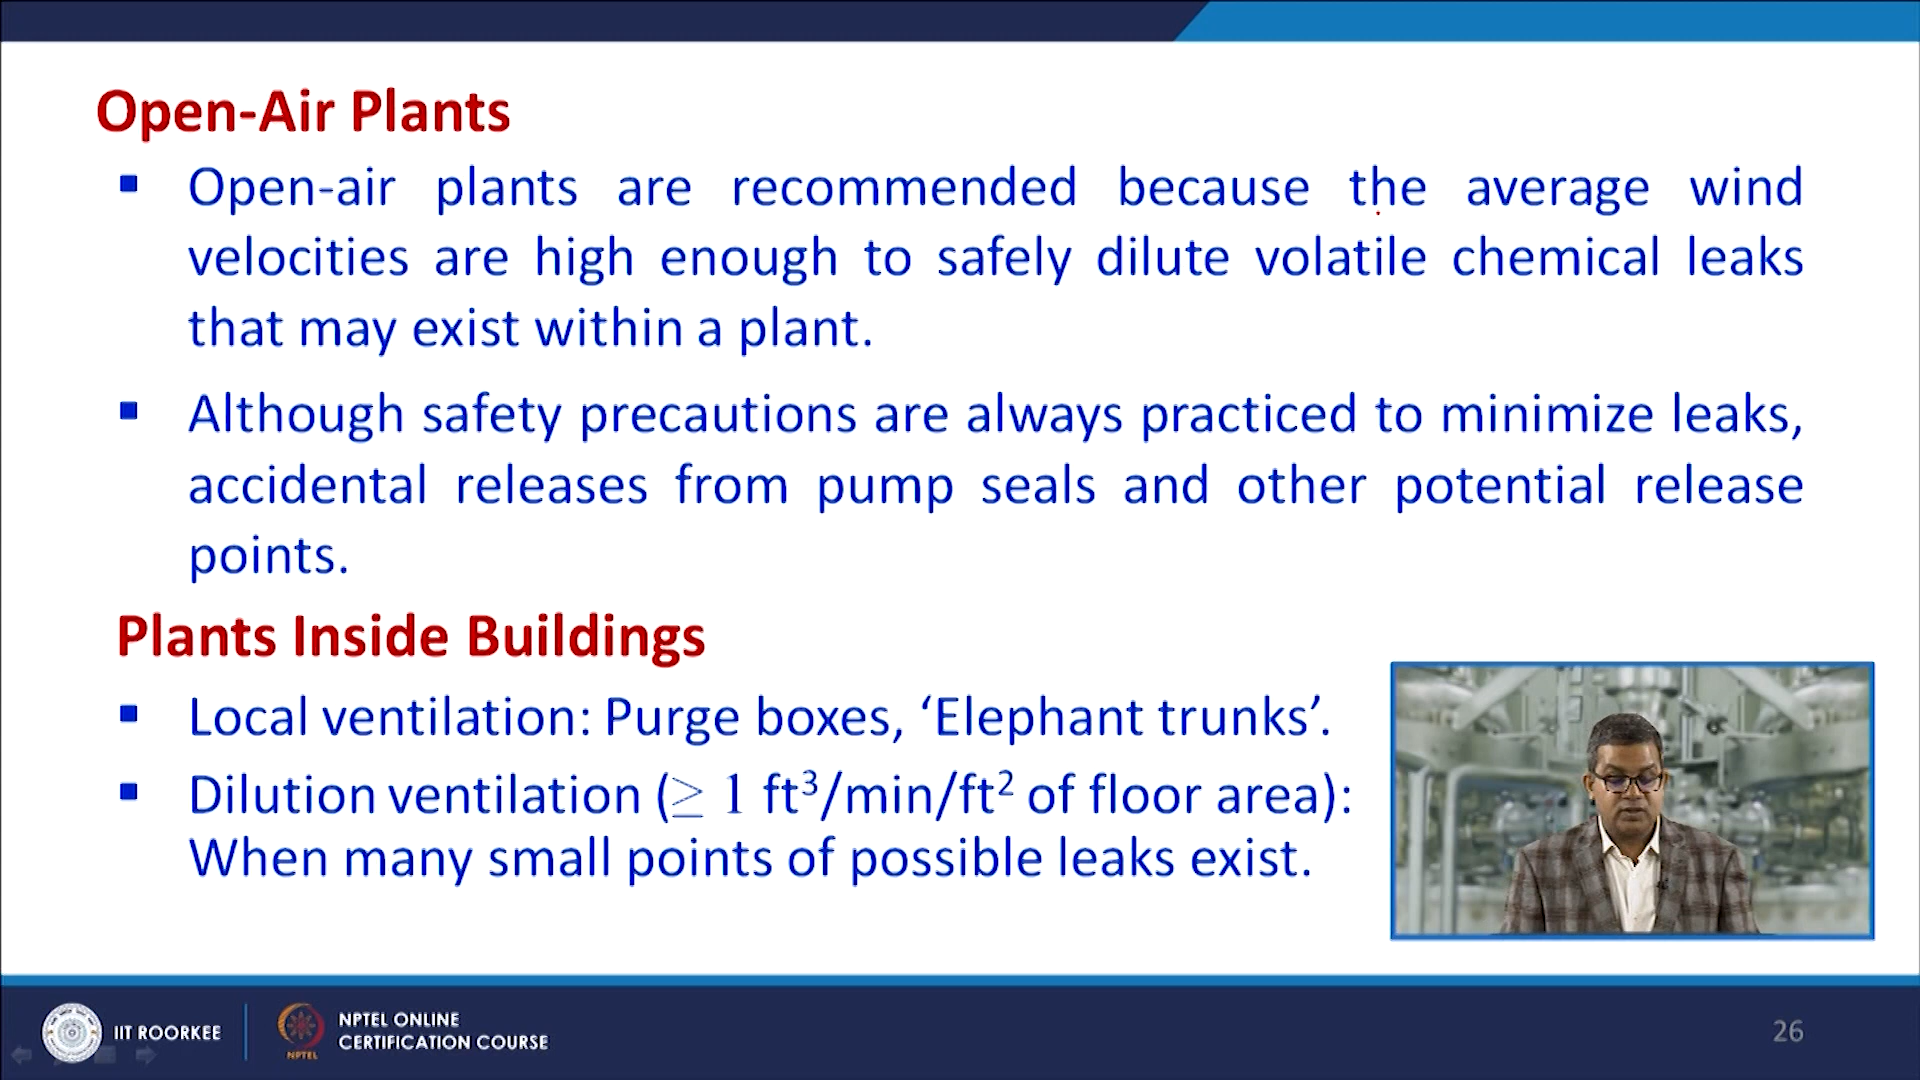 Open-Air Plants
▪ Open-air plants are recommended because the average wind
velocities are high enough to safely dilute volatile chemical leaks
that may exist within a plant.
▪ Although safety precautions are always practiced to minimize leaks,
accidental releases from pump seals and other potential release
points.
Plants Inside Buildings
▪ Local ventilation: Purge boxes, ‘Elephant trunks’.
▪ Dilution ventilation (≥ 1 ft³/min/ft² of floor area):
When many small points of possible leaks exist.
IIT ROORKEE
NPTEL
NPTEL ONLINE
CERTIFICATION COURSE
26